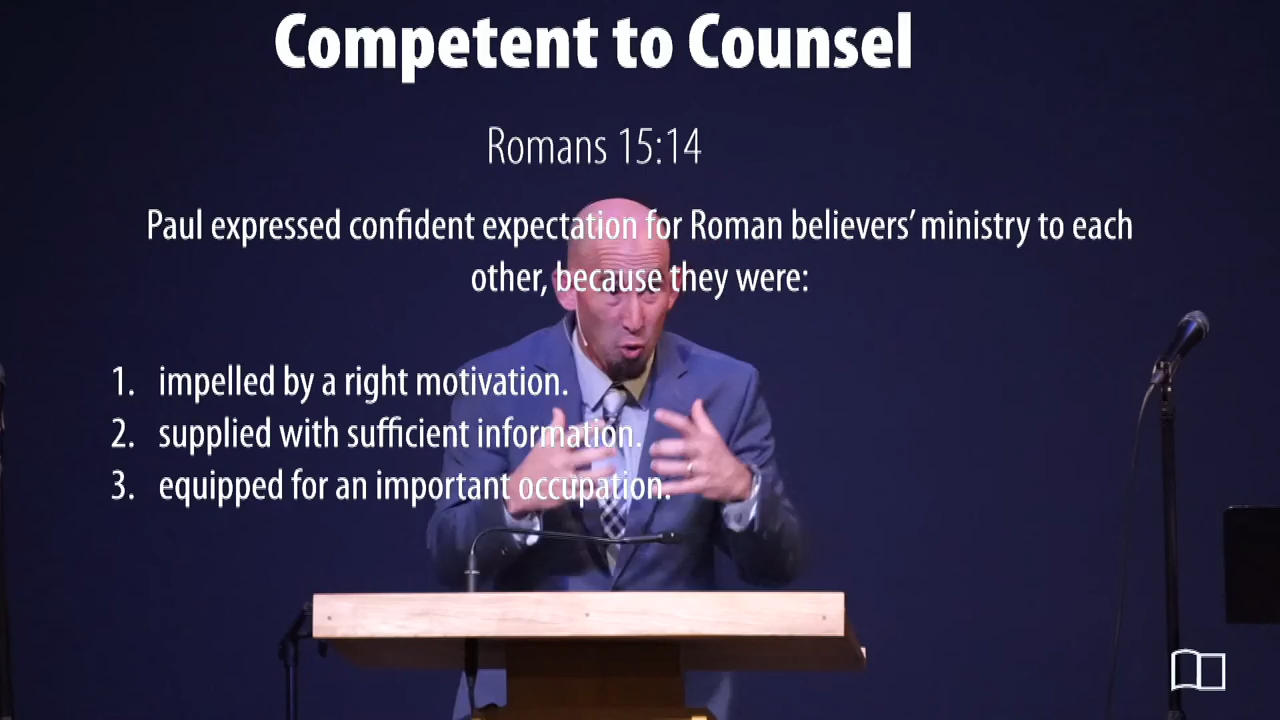 Competent to Counsel
Romans 15:14
Paul expressed confident expectation for Roman believers’ ministry to each
other, because they were:
1. impelled by a right motivation.
2. supplied with sufficient information.
3. equipped for an important occupation.